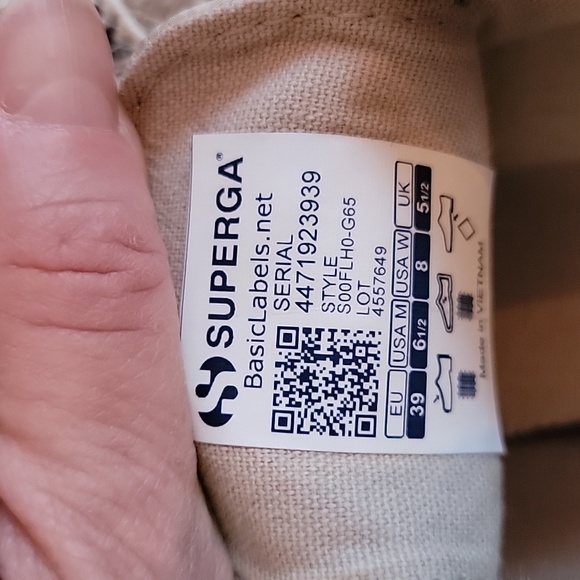 SUPERGA®
BasicLabels.net
SERIAL
4471923939
STYLE
S00FLH0-G65
LOT
4557649
EU USA M USA W UK
39 6 1/2 8 5 1/2
Made in VIETNAM